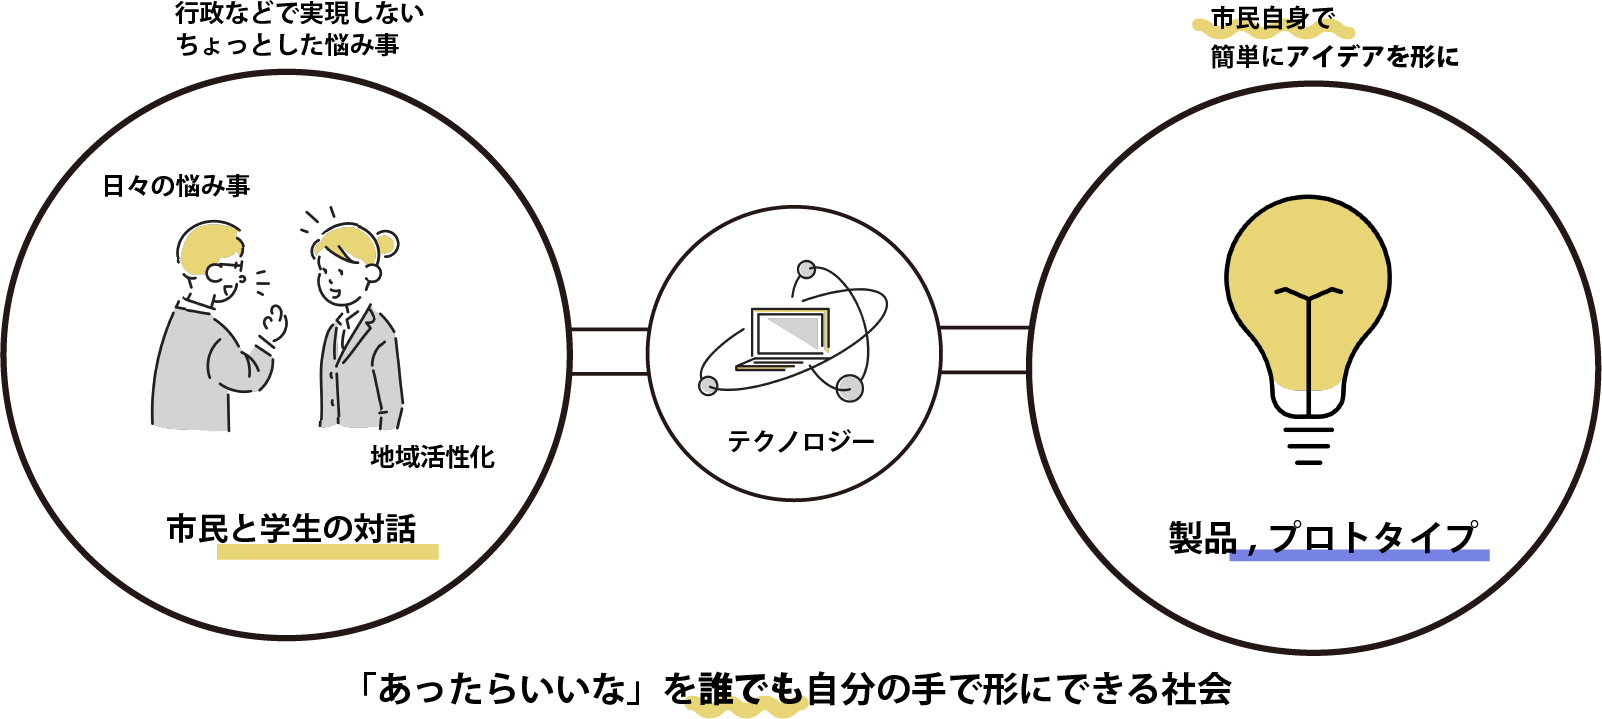 行政などで実現しない
ちょっとした悩み事
日々の悩み事
地域活性化
市民と学生の対話
テクノロジー
市民自身で
簡単にアイデアを形に
製品 , プロトタイプ
「あったらいいな」を誰でも自分の手で形にできる社会